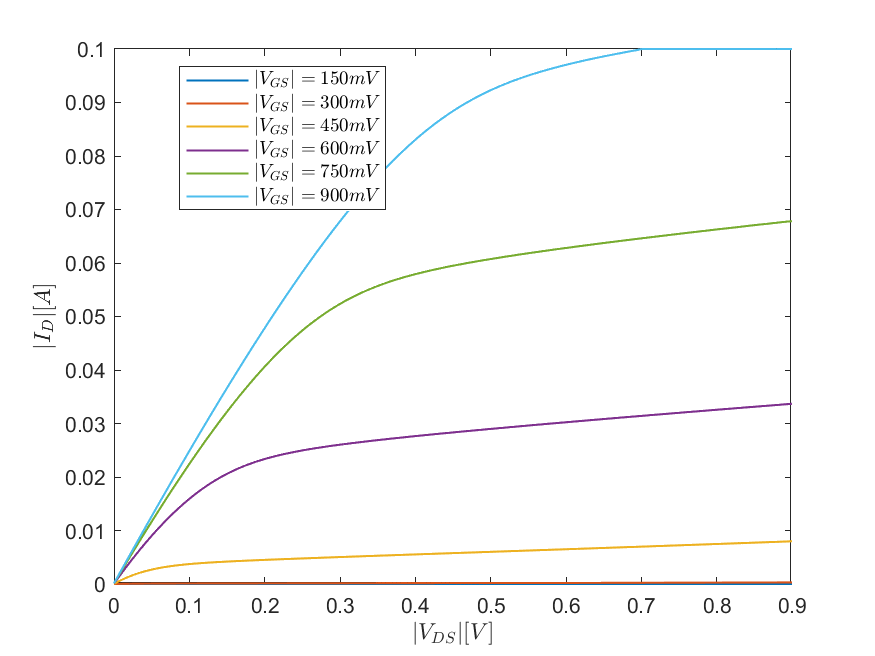 0.1
0.09
0.08
0.07
0.06
0.05
0.04
0.03
0.02
0.01
0
|I_D|[A]
|V_{GS}| = 150mV
|V_{GS}| = 300mV
|V_{GS}| = 450mV
|V_{GS}| = 600mV
|V_{GS}| = 750mV
|V_{GS}| = 900mV
0 0.1 0.2 0.3 0.4 0.5 0.6 0.7 0.8 0.9
|V_{DS}|[V]